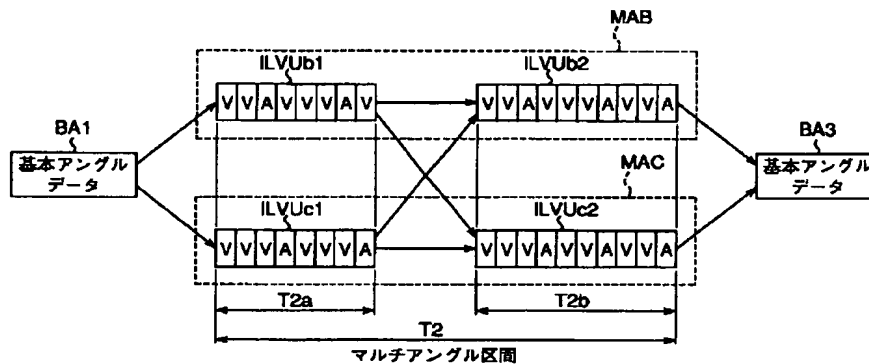 MAB
ILVUb1
ILVUb2
V V A V V V A V
V V A V V V A V V A
BA1
基本アングル
データ
BA3
基本アングル
データ
MAC
ILVUc1
ILVUc2
V V V A V V V A
V V V A V V A V V A
T2a
T2b
T2
マルチアングル区間